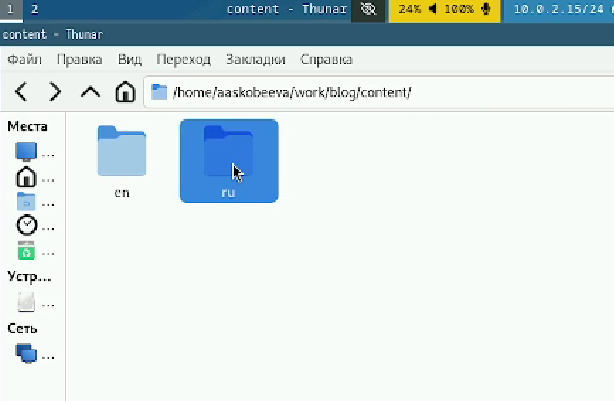 1 2 content - Thunar 24% 100% 10.0.2.15/24
content - Thunar
Файл Правка Вид Переход Закладки Справка
/home/aaskobeeva/work/blog/content/
Места
...
...
...
...
...
Устр...
...
Сеть
...
en ru